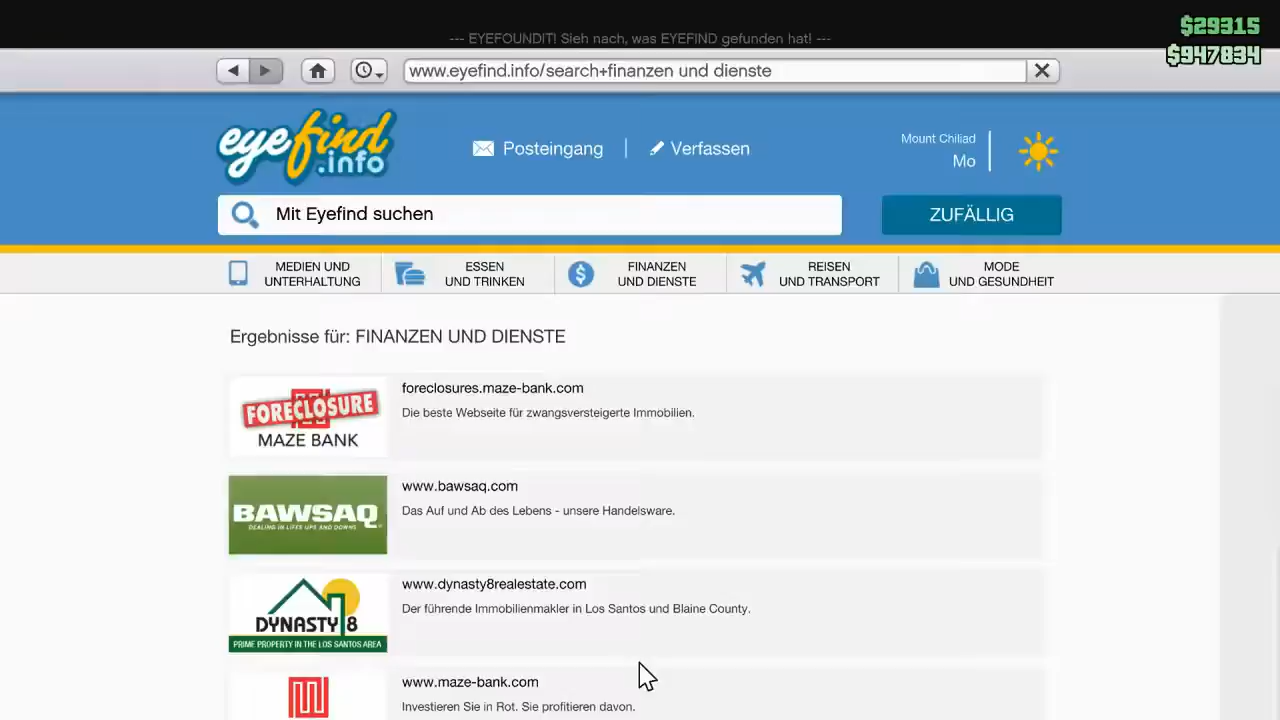 --- EYEFOUNDIT! Sieh nach, was EYEFIND gefunden hat! ---
$29315
$947834
www.eyefind.info/search+finanzen und dienste
eyefind
.info
Posteingang
Verfassen
Mount Chiliad
Mo
Mit Eyefind suchen
ZUFÄLLIG
MEDIEN UND
UNTERHALTUNG
ESSEN
UND TRINKEN
FINANZEN
UND DIENSTE
REISEN
UND TRANSPORT
MODE
UND GESUNDHEIT
Ergebnisse für: FINANZEN UND DIENSTE
FORECLOSURE
MAZE BANK
foreclosures.maze-bank.com
Die beste Webseite für zwangsversteigerte Immobilien.
BAWSAQ
DEALING IN LIFE'S UPS AND DOWNS
www.bawsaq.com
Das Auf und Ab des Lebens - unsere Handelsware.
DYNASTY 8
PRIME PROPERTY IN THE LOS SANTOS AREA
www.dynasty8realestate.com
Der führende Immobilienmakler in Los Santos und Blaine County.
www.maze-bank.com
Investieren Sie in Rot. Sie profitieren davon.